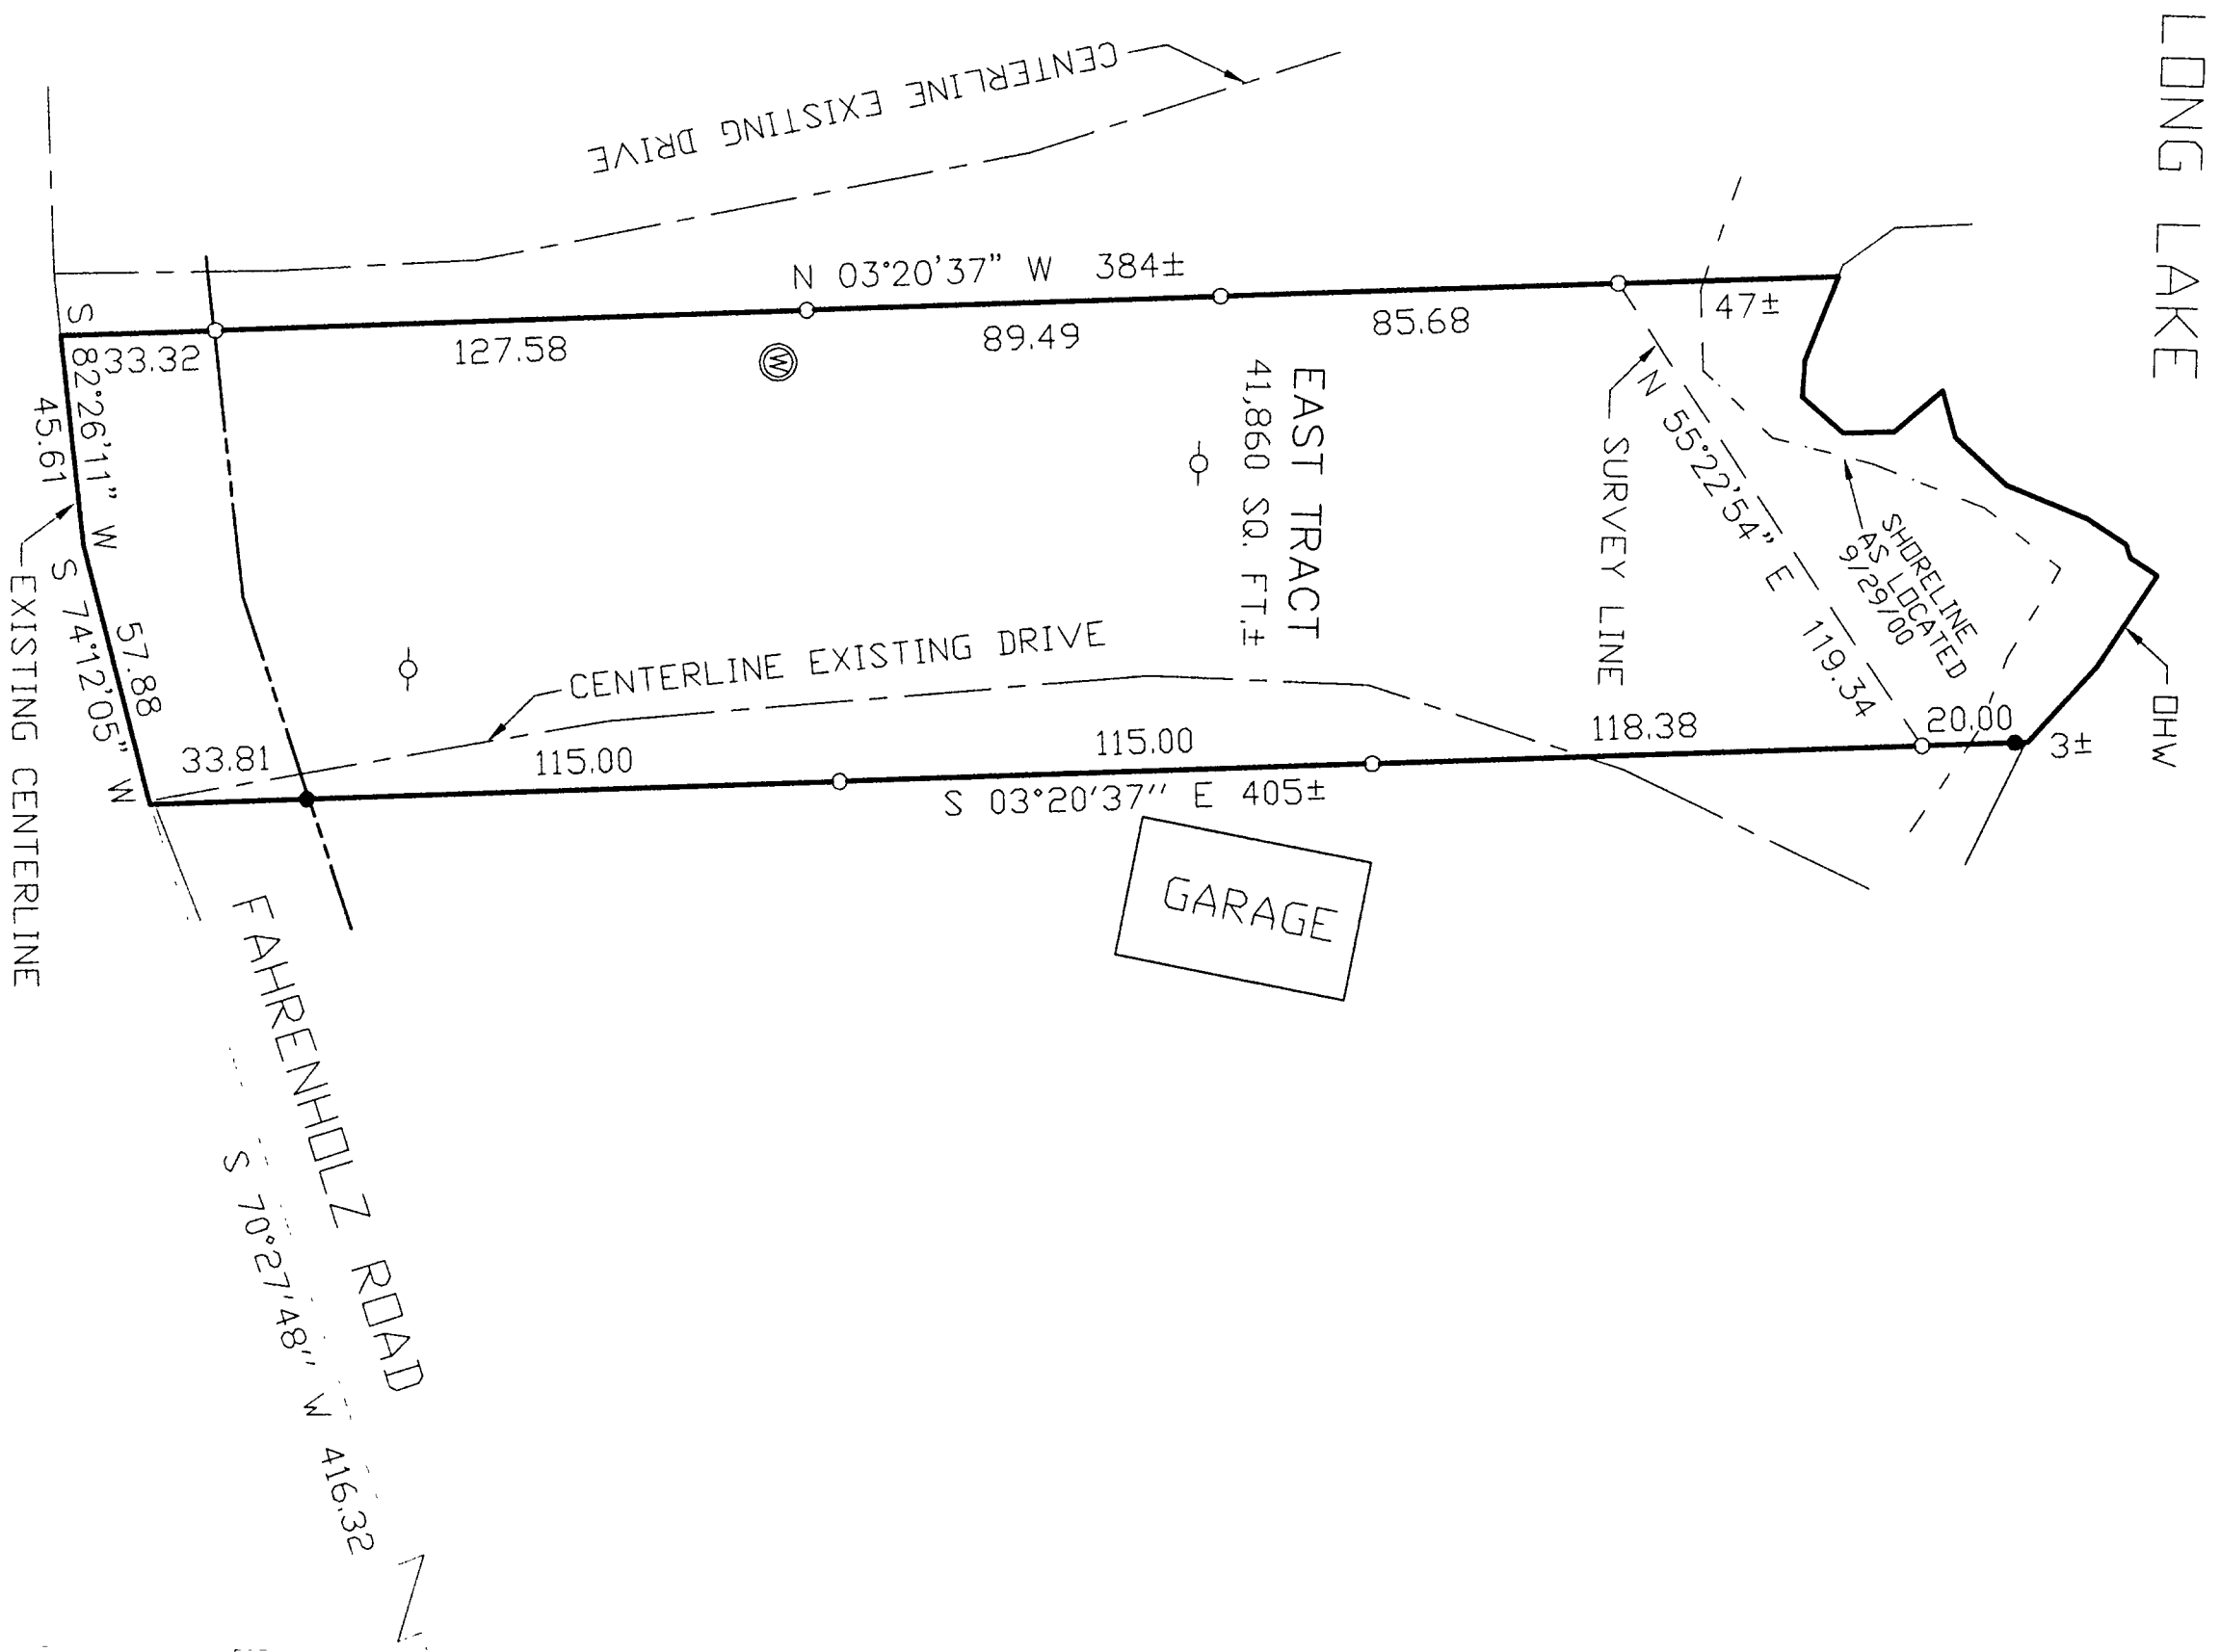 LONG LAKE
CENTERLINE EXISTING DRIVE
N 03°20'37" W 384±
33.32
127.58
89.49
85.68
47±
W
S 82°26'11" W
45.61
EXISTING CENTERLINE
S 74°12'05" W
57.88
EAST TRACT
41,860 SQ. FT.±
SURVEY LINE
N 55°22'54" E 119.34
SHORELINE
AS LOCATED
9/29/00
OHW
CENTERLINE EXISTING DRIVE
33.81
115.00
115.00
118.38
20.00
3±
S 03°20'37" E 405±
GARAGE
FAHRENHOLZ ROAD
S 70°27'48" W 416.32